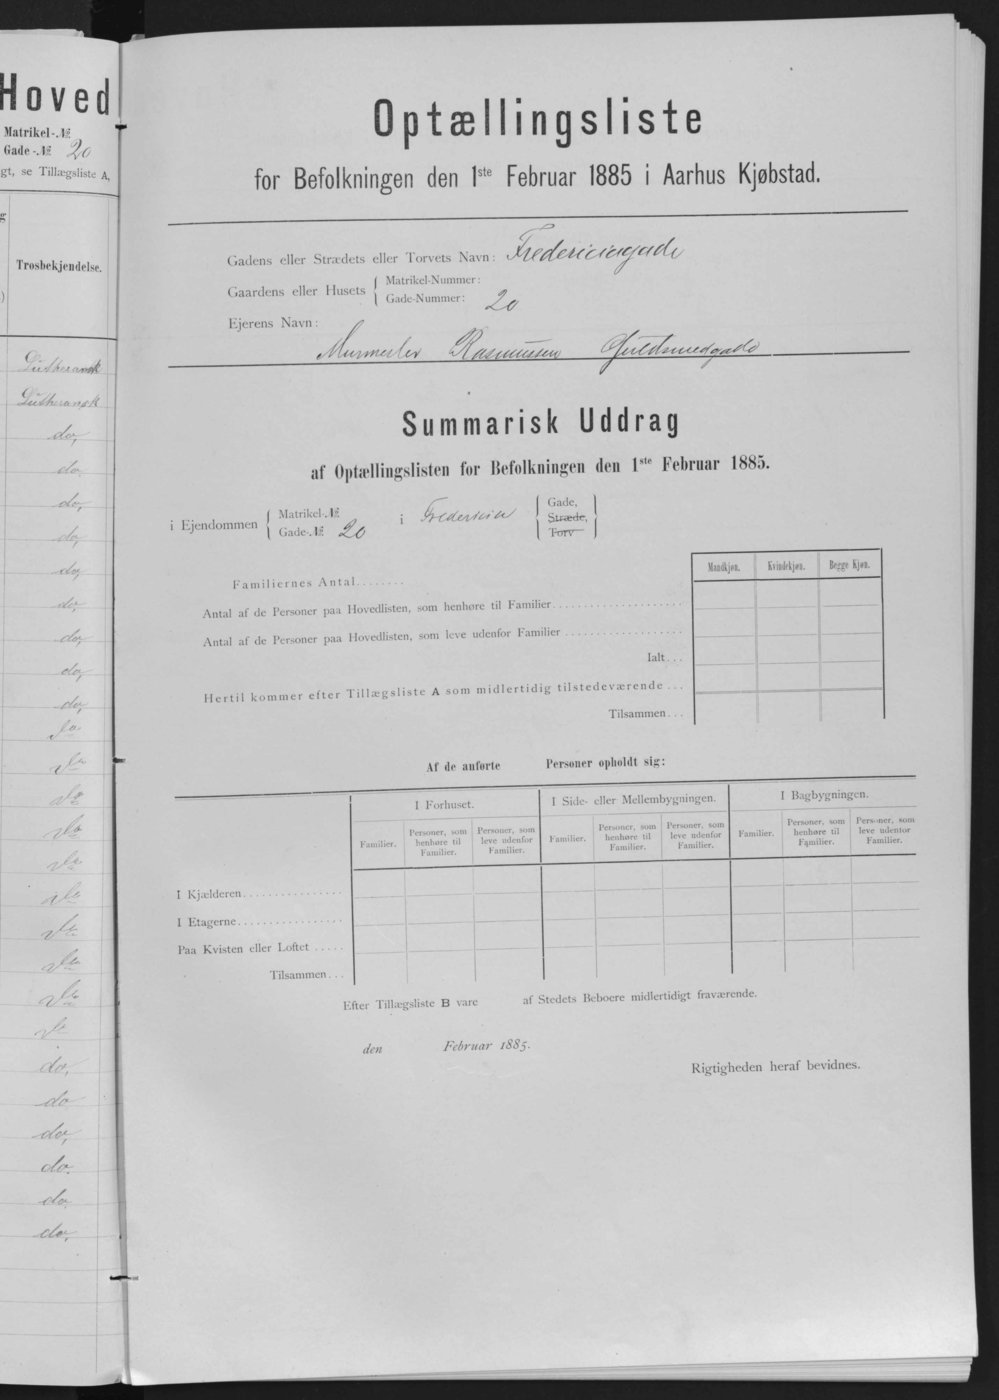 Hoved
Matrikel-№
Gade-№ 20
gt, se Tillægsliste A,
Trosbekjendelse.
Luthersansk
Lutheransk
do,
do.
do,
do,
do,
do,
do,
do,
do,
do
do
do
do
do
do
do
do
do
do
do,
do
do,
do.
do.
do.
Optællingsliste
for Befolkningen den 1ste Februar 1885 i Aarhus Kjøbstad.
Gadens eller Strædets eller Torvets Navn: Fredericiagade
Gaardens eller Husets { Matrikel-Nummer:
Gade-Nummer: 20
Ejerens Navn:
Murmester Rasmussen Guldsmedgade
Summarisk Uddrag
af Optællingslisten for Befolkningen den 1ste Februar 1885.
i Ejendommen { Matrikel-№
Gade-№ 20 i Fredericia { Gade, }
Stræde,
Torv
Mandkjøn. Kvindekjøn. Begge Kjøn.
Familiernes Antal........
Antal af de Personer paa Hovedlisten, som henhøre til Familier....................
Antal af de Personer paa Hovedlisten, som leve udenfor Familier..................
Ialt...
Hertil kommer efter Tillægsliste A som midlertidig tilstedeværende...
Tilsammen...
Af de anførte Personer opholdt sig:
I Forhuset. I Side- eller Mellembygningen. I Bagbygningen.
Familier. Personer, som henhøre til Familier. Personer, som leve udenfor Familier. Familier. Personer, som henhøre til Familier. Personer, som leve udenfor Familier. Familier. Personer, som henhøre til Familier. Personer, som leve udenfor Familier.
I Kjælderen...............
I Etagerne................
Paa Kvisten eller Loftet.....
Tilsammen...
Efter Tillægsliste B vare af Stedets Beboere midlertidigt fraværende.
den Februar 1885.
Rigtigheden heraf bevidnes.